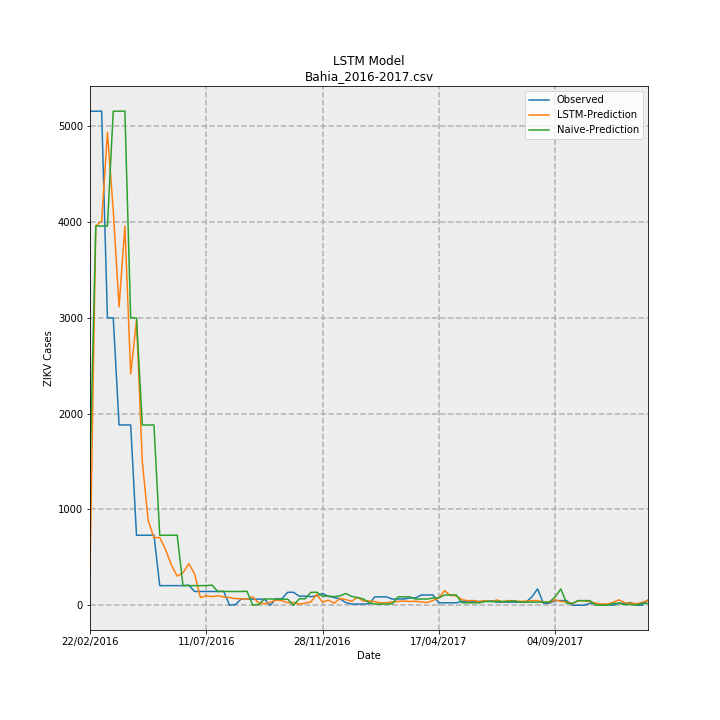 LSTM Model
Bahia_2016-2017.csv
Observed
LSTM-Prediction
Naive-Prediction
5000
4000
3000
2000
1000
0
ZIKV Cases
22/02/2016
11/07/2016
28/11/2016
17/04/2017
04/09/2017
Date